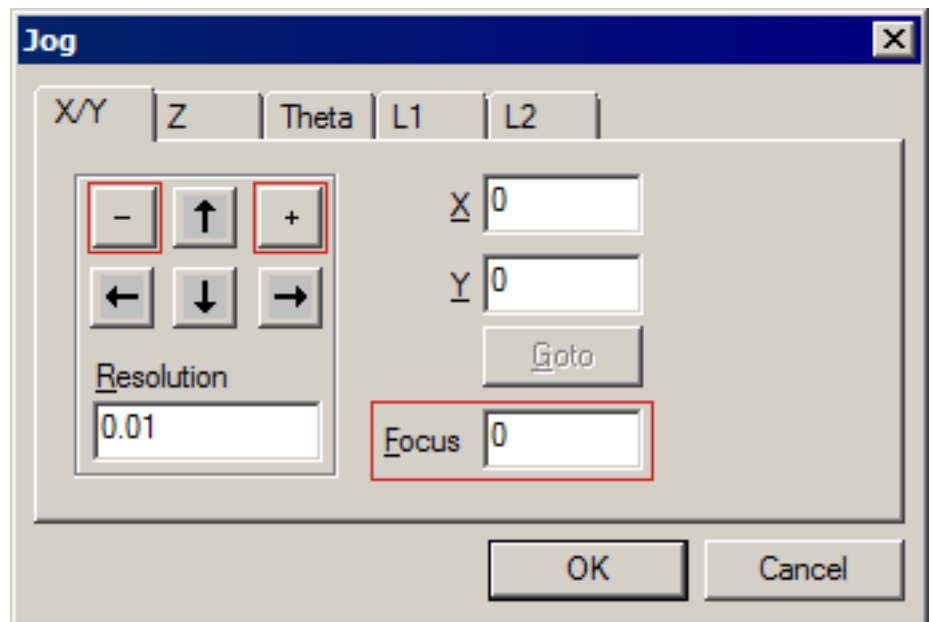 Jog
X/Y Z Theta L1 L2
- +
X 0
Y 0
Goto
Resolution
0.01
Focus 0
OK Cancel